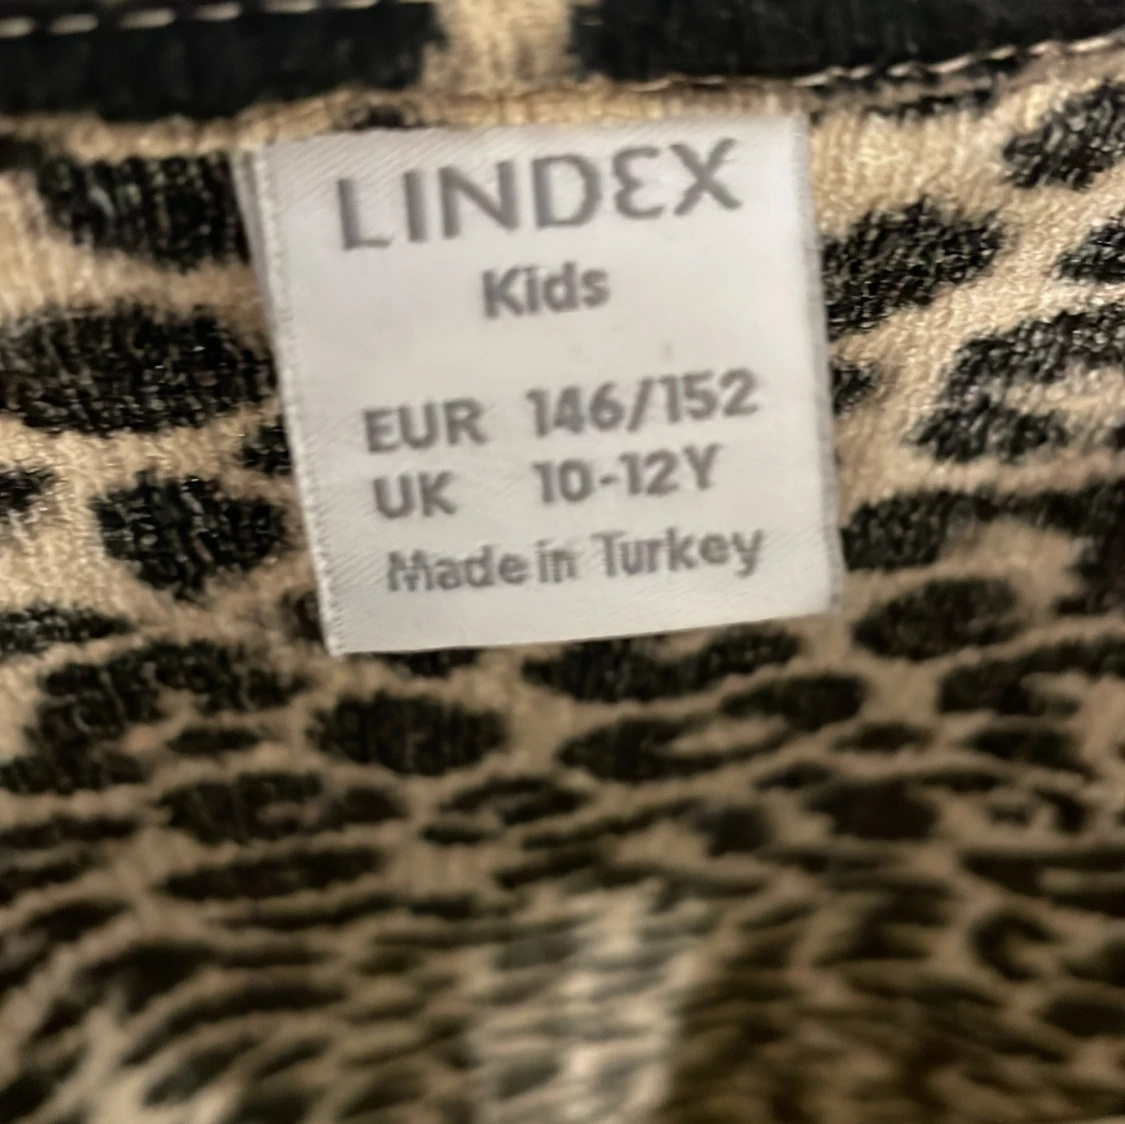 LINDEX
Kids
EUR 146/152
UK 10-12Y
Made in Turkey